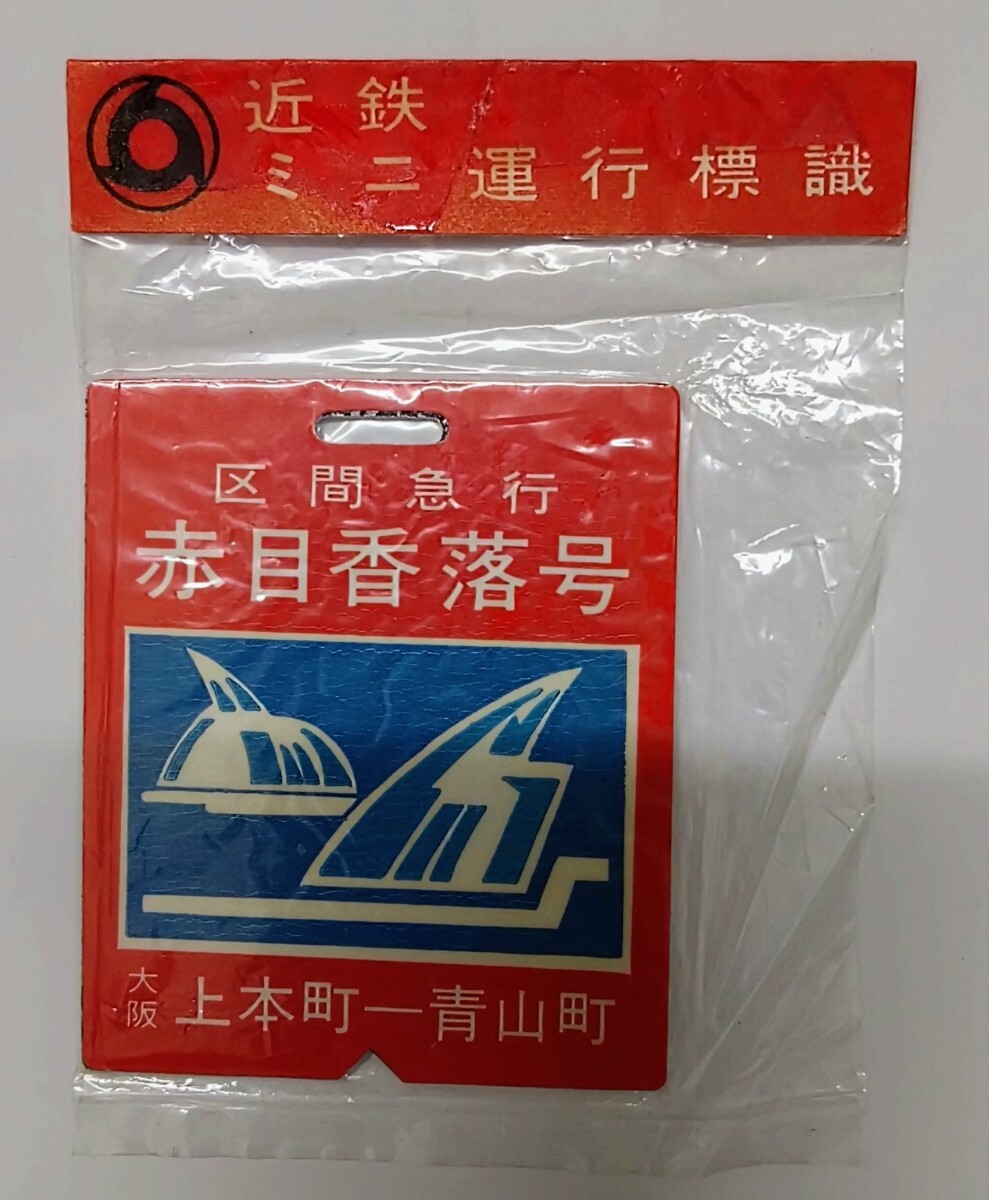 近鉄
ミニ運行標識
区間急行
赤目香落号
大阪 上本町―青山町